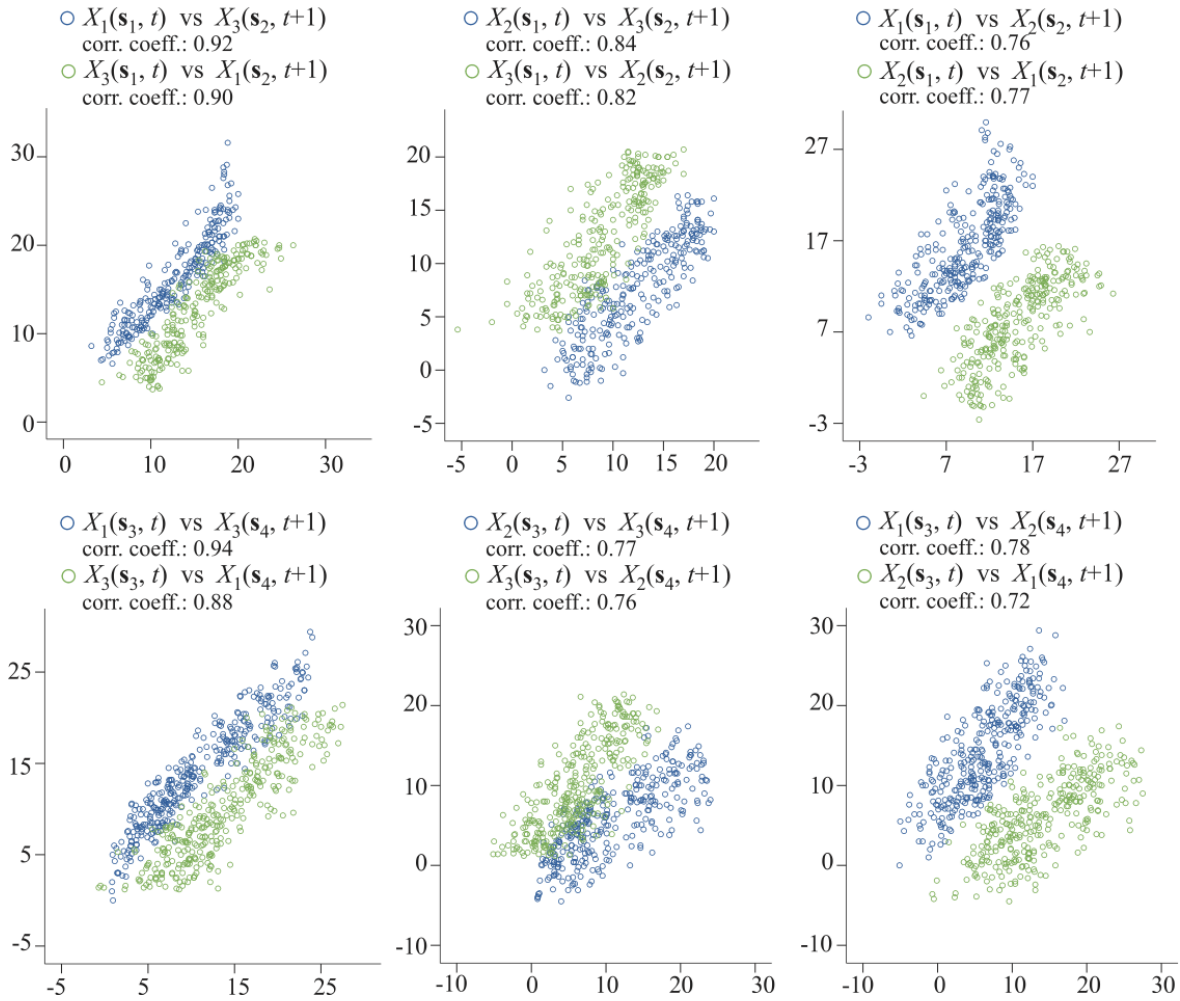 X₁(s₁, t) vs X₃(s₂, t+1)
corr. coeff.: 0.92
X₃(s₁, t) vs X₁(s₂, t+1)
corr. coeff.: 0.90
30
20
10
0
0 10 20 30
X₂(s₁, t) vs X₃(s₂, t+1)
corr. coeff.: 0.84
X₃(s₁, t) vs X₂(s₂, t+1)
corr. coeff.: 0.82
20
15
10
5
0
-5
-5 0 5 10 15 20
X₁(s₁, t) vs X₂(s₂, t+1)
corr. coeff.: 0.76
X₂(s₁, t) vs X₁(s₂, t+1)
corr. coeff.: 0.77
27
17
7
-3
-3 7 17 27
X₁(s₃, t) vs X₃(s₄, t+1)
corr. coeff.: 0.94
X₃(s₃, t) vs X₁(s₄, t+1)
corr. coeff.: 0.88
25
15
5
-5
-5 5 15 25
X₂(s₃, t) vs X₃(s₄, t+1)
corr. coeff.: 0.77
X₃(s₃, t) vs X₂(s₄, t+1)
corr. coeff.: 0.76
30
20
10
0
-10
-10 0 10 20 30
X₁(s₃, t) vs X₂(s₄, t+1)
corr. coeff.: 0.78
X₂(s₃, t) vs X₁(s₄, t+1)
corr. coeff.: 0.72
30
20
10
0
-10
-10 0 10 20 30